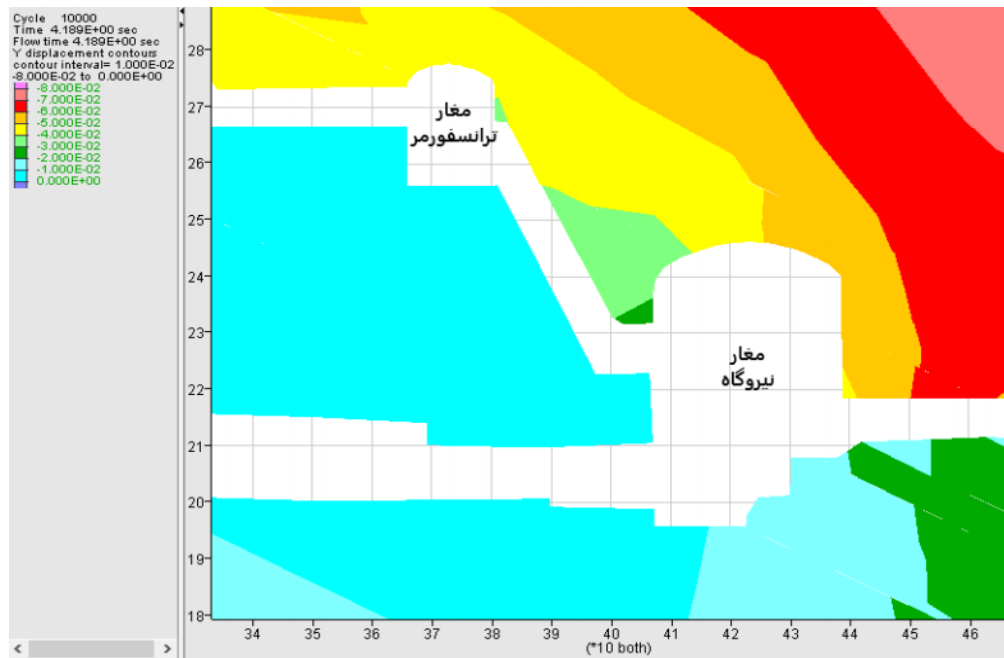 Cycle 10000
Time 4.189E+00 sec
Flow time 4.189E+00 sec
Y displacement contours
contour interval= 1.000E-02
-8.000E-02 to 0.000E+00
-8.000E-02
-7.000E-02
-6.000E-02
-5.000E-02
-4.000E-02
-3.000E-02
-2.000E-02
-1.000E-02
0.000E+00
28
27
26
25
24
23
22
21
20
19
18
مغار
ترانسفورمر
مغار
نیروگاه
34 35 36 37 38 39 40 41 42 43 44 45 46
(*10 both)